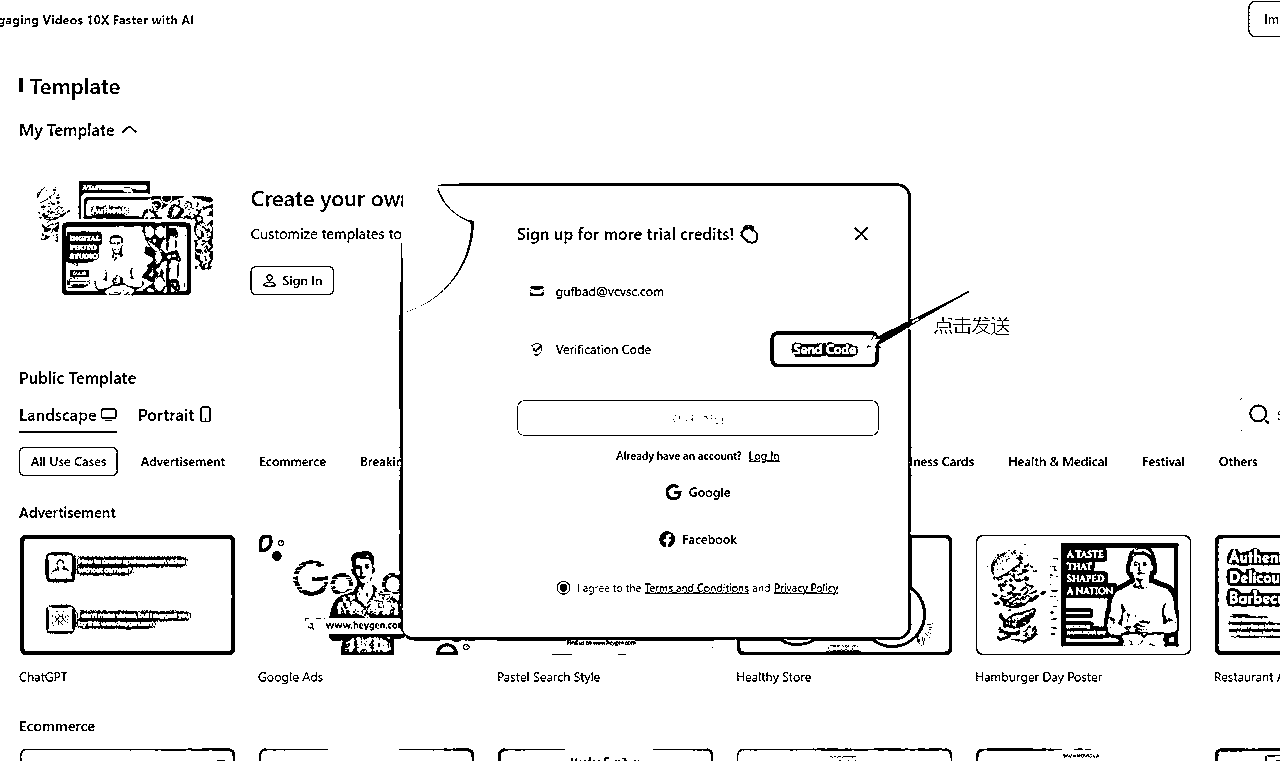 gaging Videos 10X Faster with AI
Im
Template
My Template
Create your own
Customize templates to
Sign In
Sign up for more trial credits!
gufbad@vcvsc.com
Verification Code
Send Code
点击发送
Public Template
Landscape
Portrait
All Use Cases
Advertisement
Ecommerce
Breakin
ness Cards
Health & Medical
Festival
Others
Already have an account? Log In
Google
Facebook
I agree to the Terms and Conditions and Privacy Policy
Advertisement
www.heygen.com
A TASTE
THAT
SHAPED
A NATION
Authen
Delicou
Barbecu
ChatGPT
Google Ads
Pastel Search Style
Healthy Store
Hamburger Day Poster
Restaurant A
Ecommerce